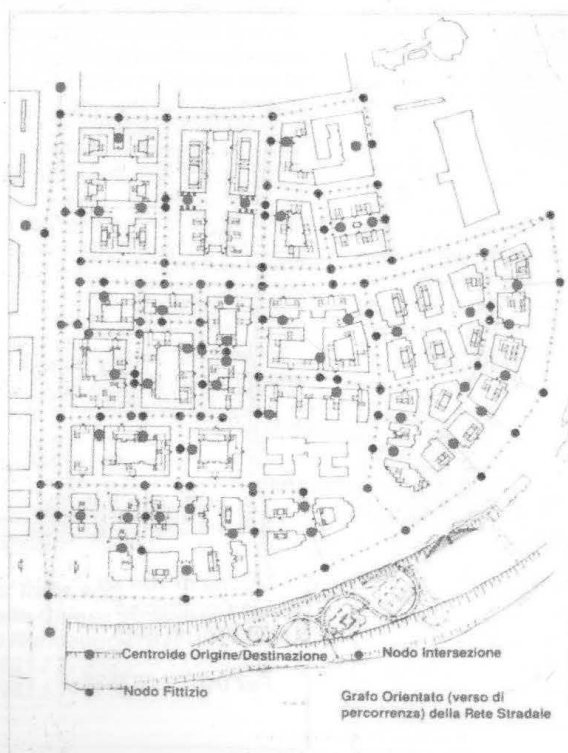 Centroide Origine/Destinazione
Nodo Intersezione
Nodo Fittizio
Grafo Orientato (verso di
percorrenza) della Rete Stradale